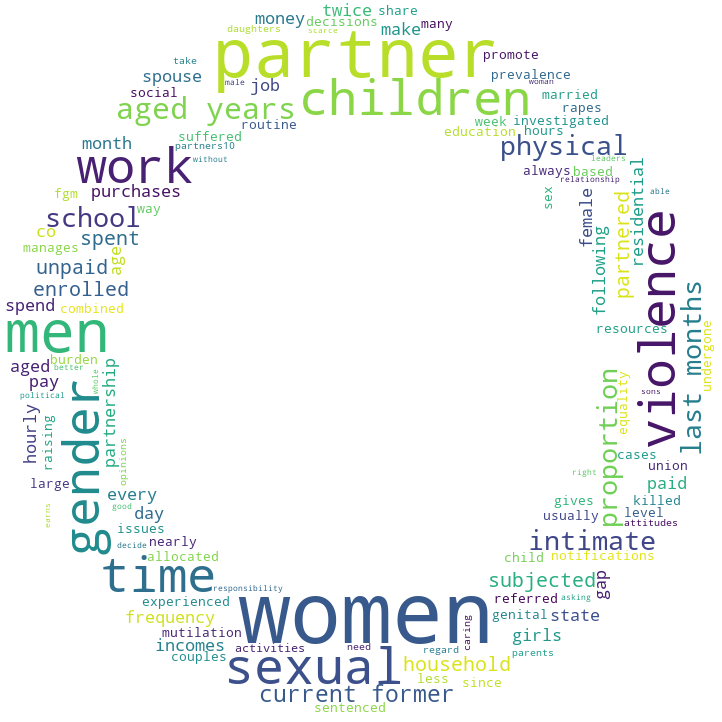 twice share
money decisions
daughters scarce make many
partner
take promote
spouse male job prevalence woman
social children married
aged years rapes
routine week investigated
month suffered education hours
partners10 physical
work without leaders
always based
purchases relationship
fgm way sex able
school female residential
co spent partnered
manages age following
unpaid
enrolled violence
spend combined last months
men resources
burden undergone
aged better
pay whole sons
political partnership proportion equality
gender
hourly raising opinions cases
union
large right paid
every gives killed
earns good day usually level
issues attitudes
decide nearly intimate
allocated child notifications
time responsibility subjected gap
experienced women referred asking
frequency genital state
mutilation caring girls
incomes activities need regard
couples parents
sexual household
less since
current former
sentenced